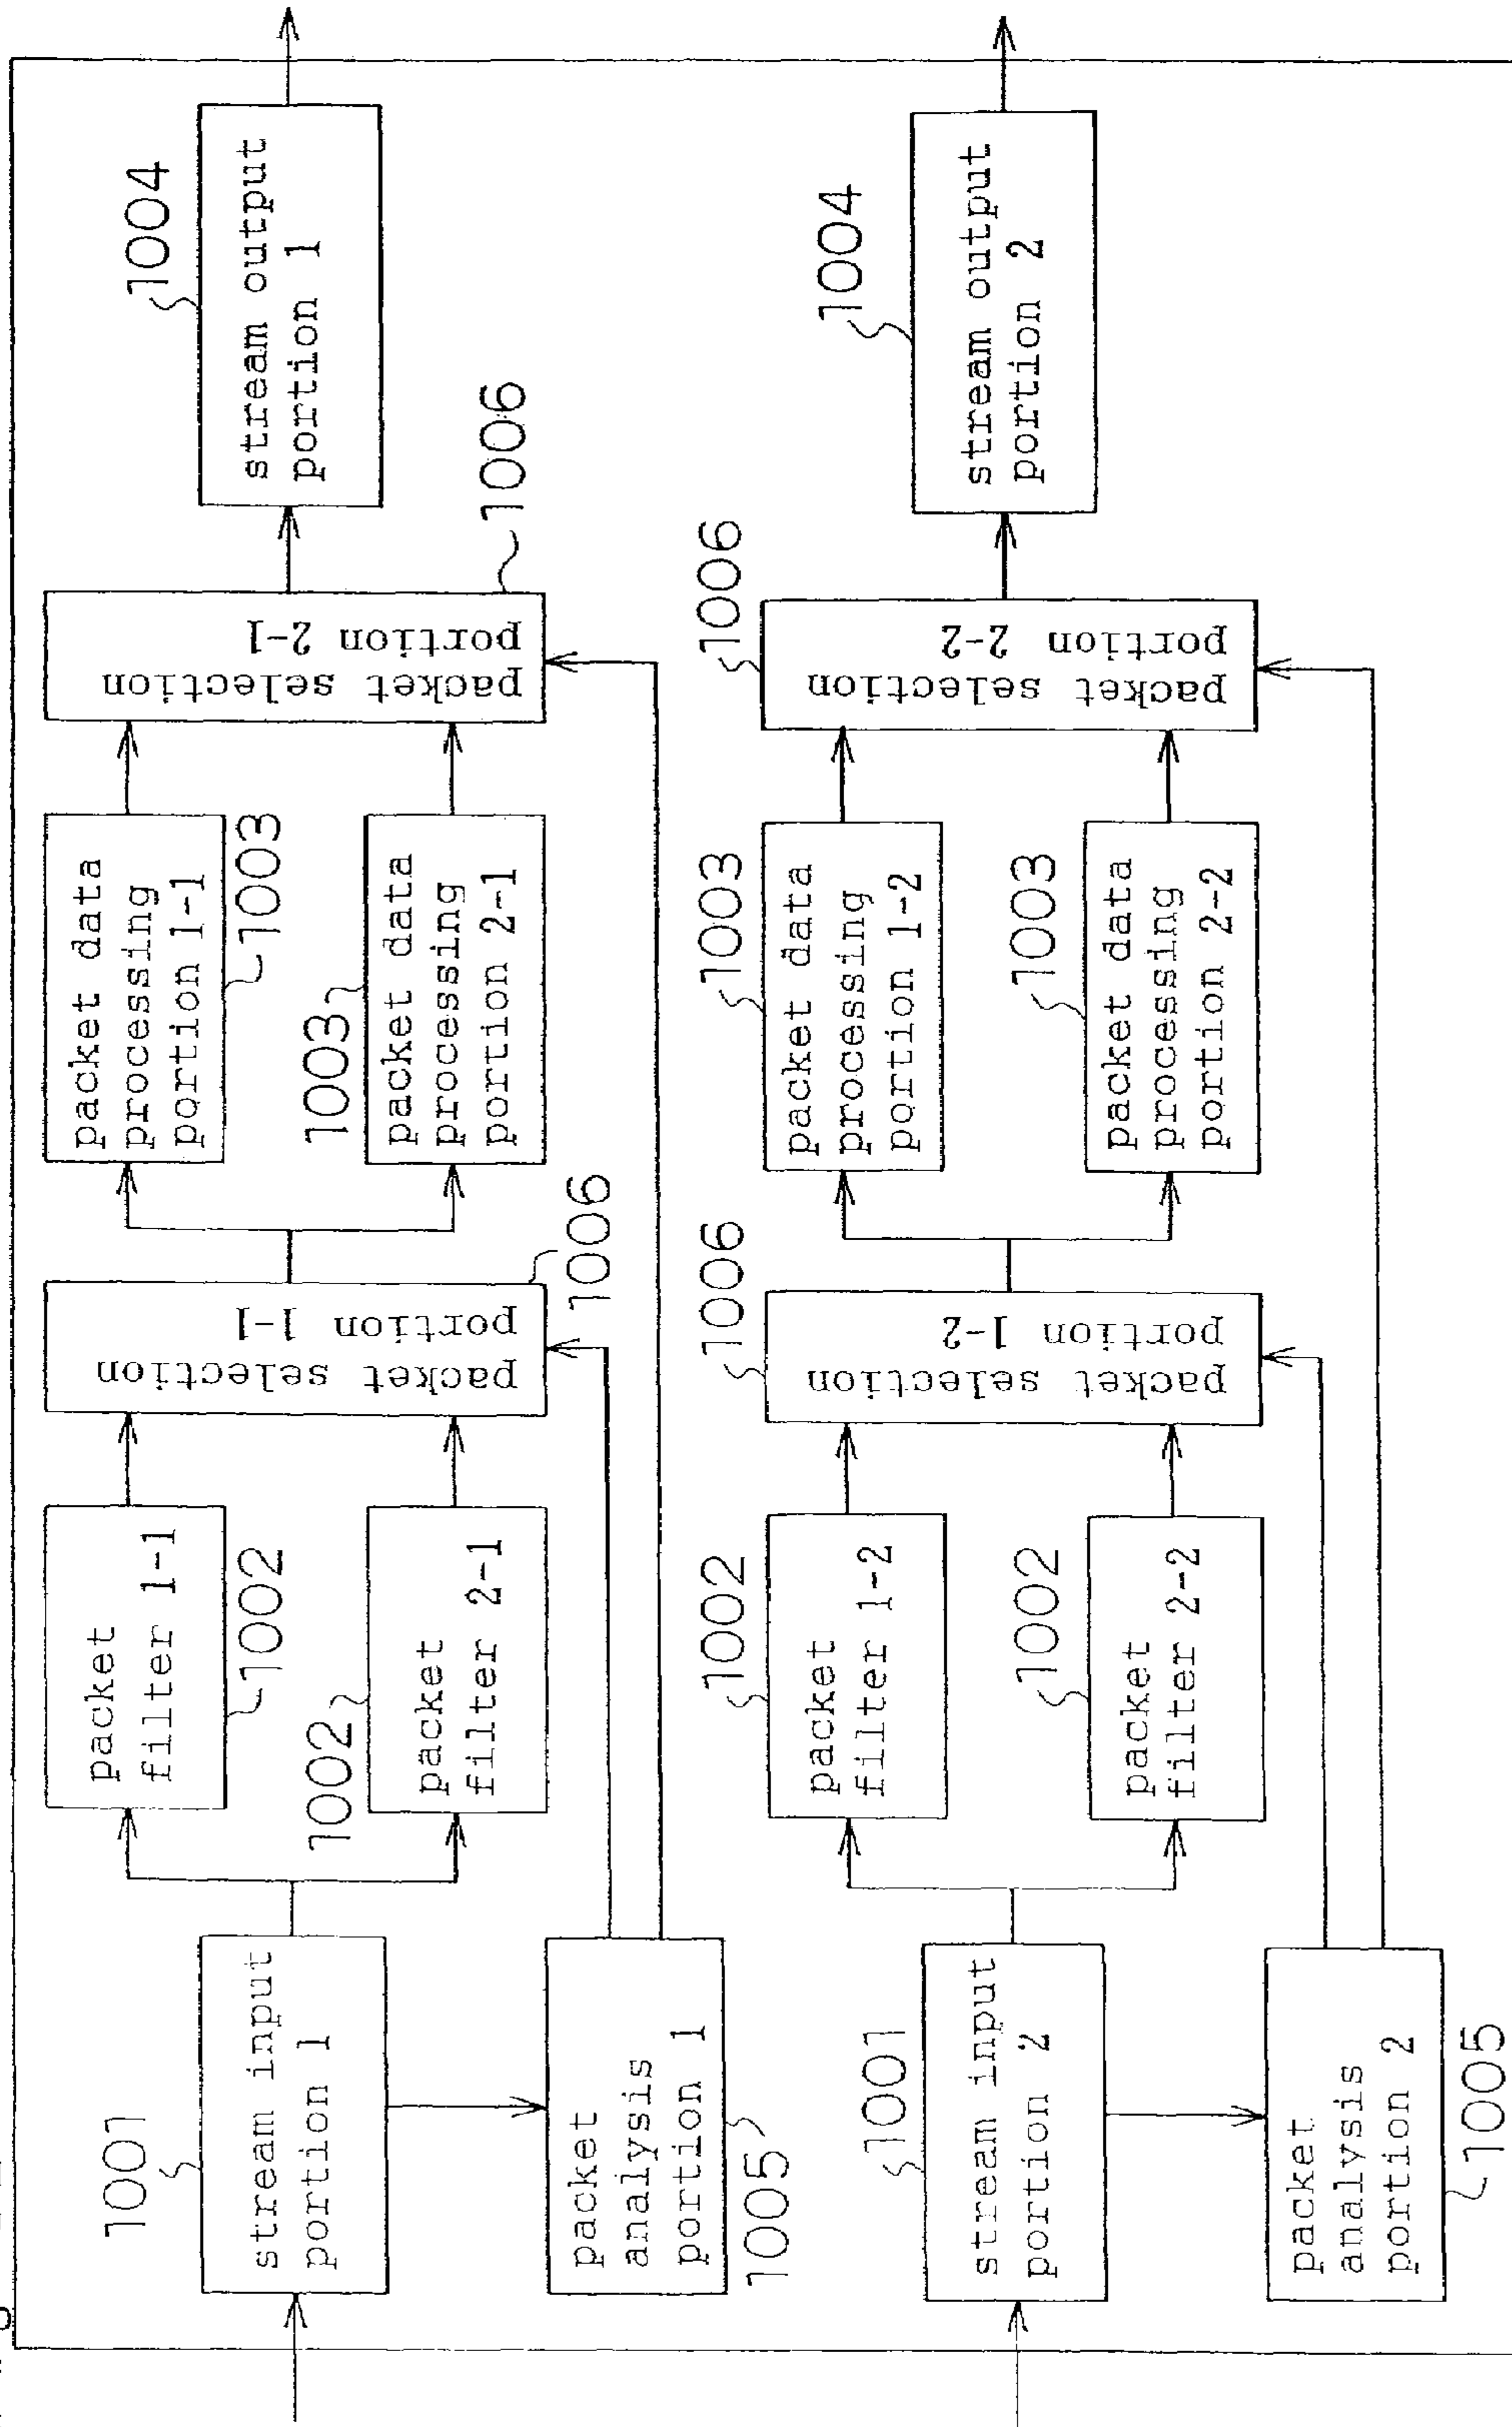 1001
stream input
portion 1
packet
analysis
portion 1
1005
packet
filter 1-1
1002
1002
packet
filter 2-1
packet selection
portion 1-1
1006
packet data
processing
portion 1-1
1003
1003
packet data
processing
portion 2-1
packet selection
portion 2-1
1006
1004
stream output
portion 1
1001
stream input
portion 2
packet
analysis
portion 2
1005
1002
packet
filter 1-2
1002
packet
filter 2-2
1006
packet selection
portion 1-2
1003
packet data
processing
portion 1-2
1003
packet data
processing
portion 2-2
1006
packet selection
portion 2-2
1004
stream output
portion 2